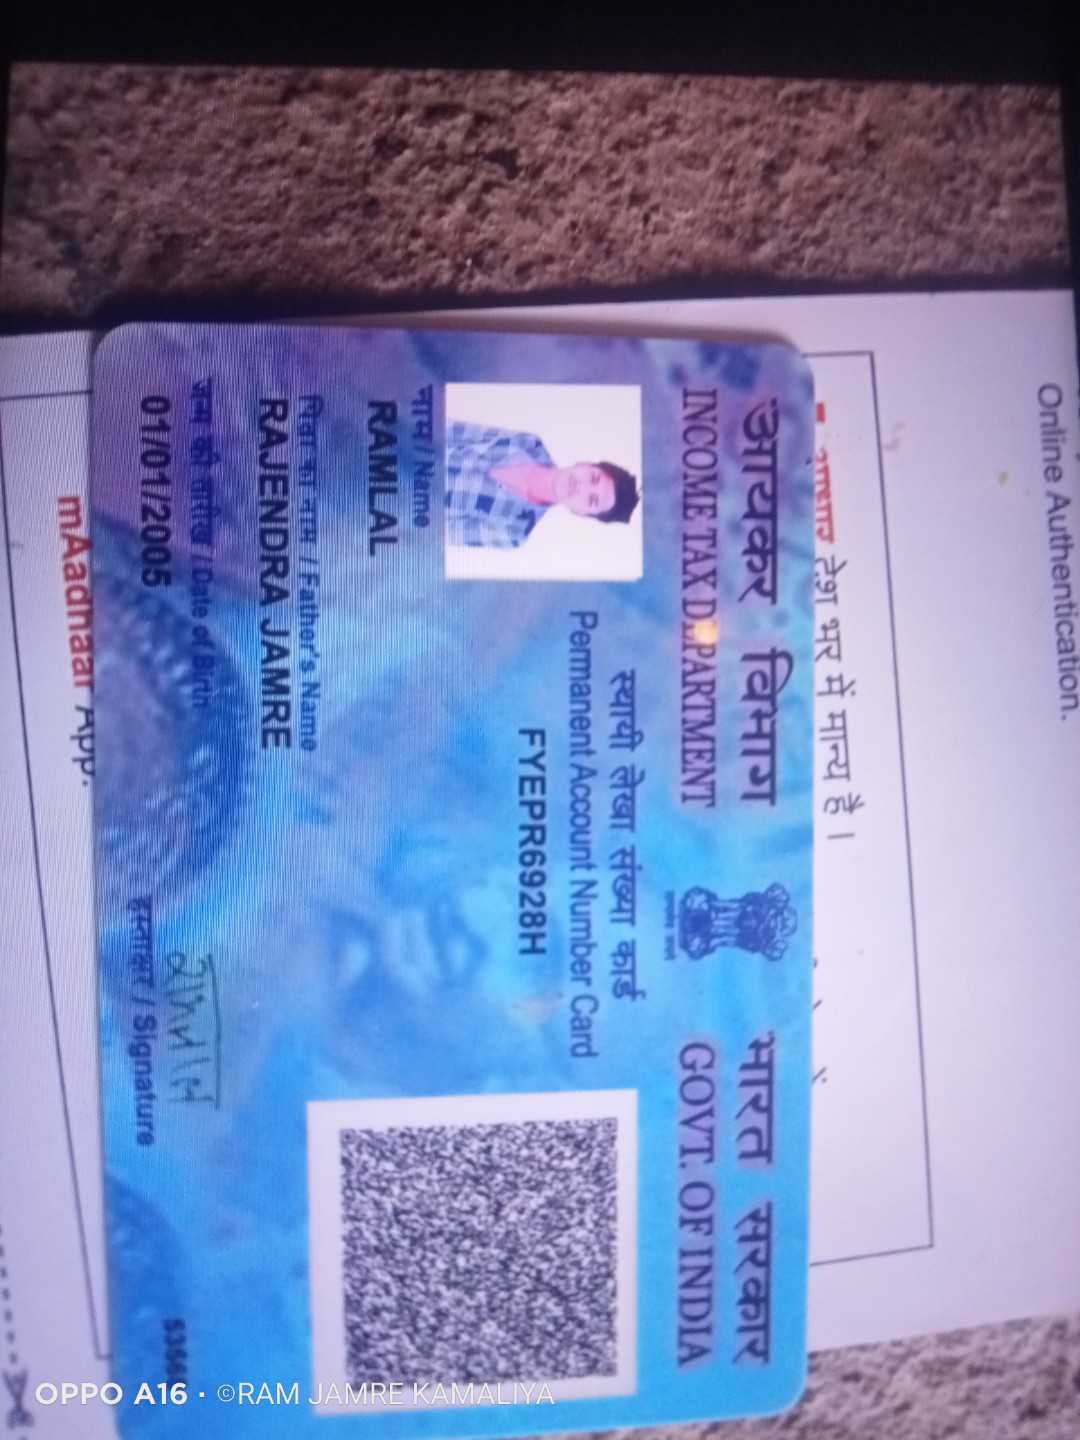 Online Authentication.
देश भर में मान्य है।
आयकर विभाग
INCOME TAX DEPARTMENT
भारत सरकार
GOVT. OF INDIA
स्थायी लेखा संख्या कार्ड
Permanent Account Number Card
FYEPR6928H
नाम / Name
RAMLAL
पिता का नाम / Father's Name
RAJENDRA JAMRE
जन्म की तारीख / Date of Birth
01/01/2005
रामलाल
हस्ताक्षर / Signature
mAadhaar App.
OPPO A16 · ©RAM JAMRE KAMALIYA